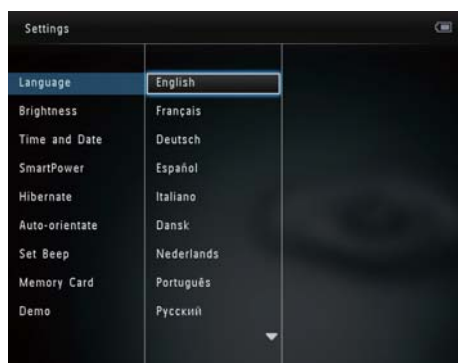 Settings
Language
English
Brightness
Français
Time and Date
Deutsch
SmartPower
Español
Hibernate
Italiano
Auto-orientate
Dansk
Set Beep
Nederlands
Memory Card
Português
Demo
Русский